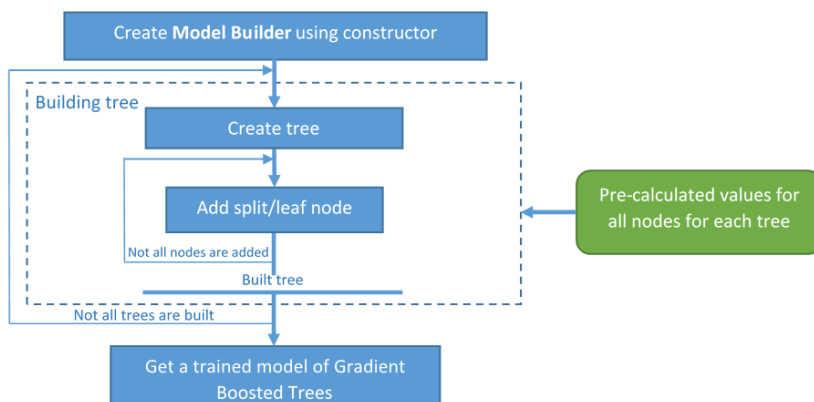 Create Model Builder using constructor
Building tree
Create tree
Add split/leaf node
Pre-calculated values for
all nodes for each tree
Not all nodes are added
Built tree
Not all trees are built
Get a trained model of Gradient
Boosted Trees